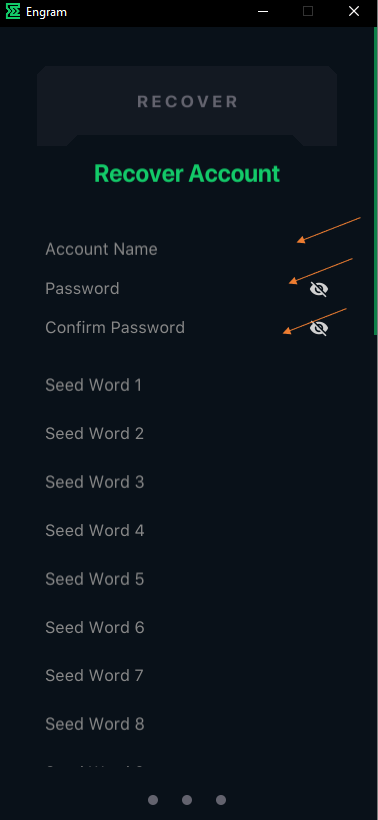 Engram
RECOVER
Recover Account
Account Name
Password
Confirm Password
Seed Word 1
Seed Word 2
Seed Word 3
Seed Word 4
Seed Word 5
Seed Word 6
Seed Word 7
Seed Word 8